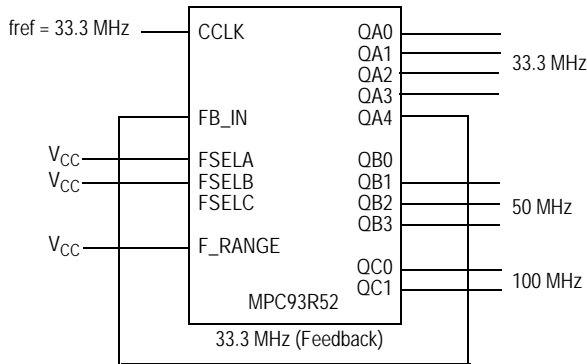 fref = 33.3 MHz
CCLK
FB_IN
VCC
FSELA
VCC
FSELB
FSELC
VCC
F_RANGE
QA0
QA1
QA2
QA3
QA4
33.3 MHz
QB0
QB1
QB2
QB3
50 MHz
QC0
QC1
100 MHz
MPC93R52
33.3 MHz (Feedback)